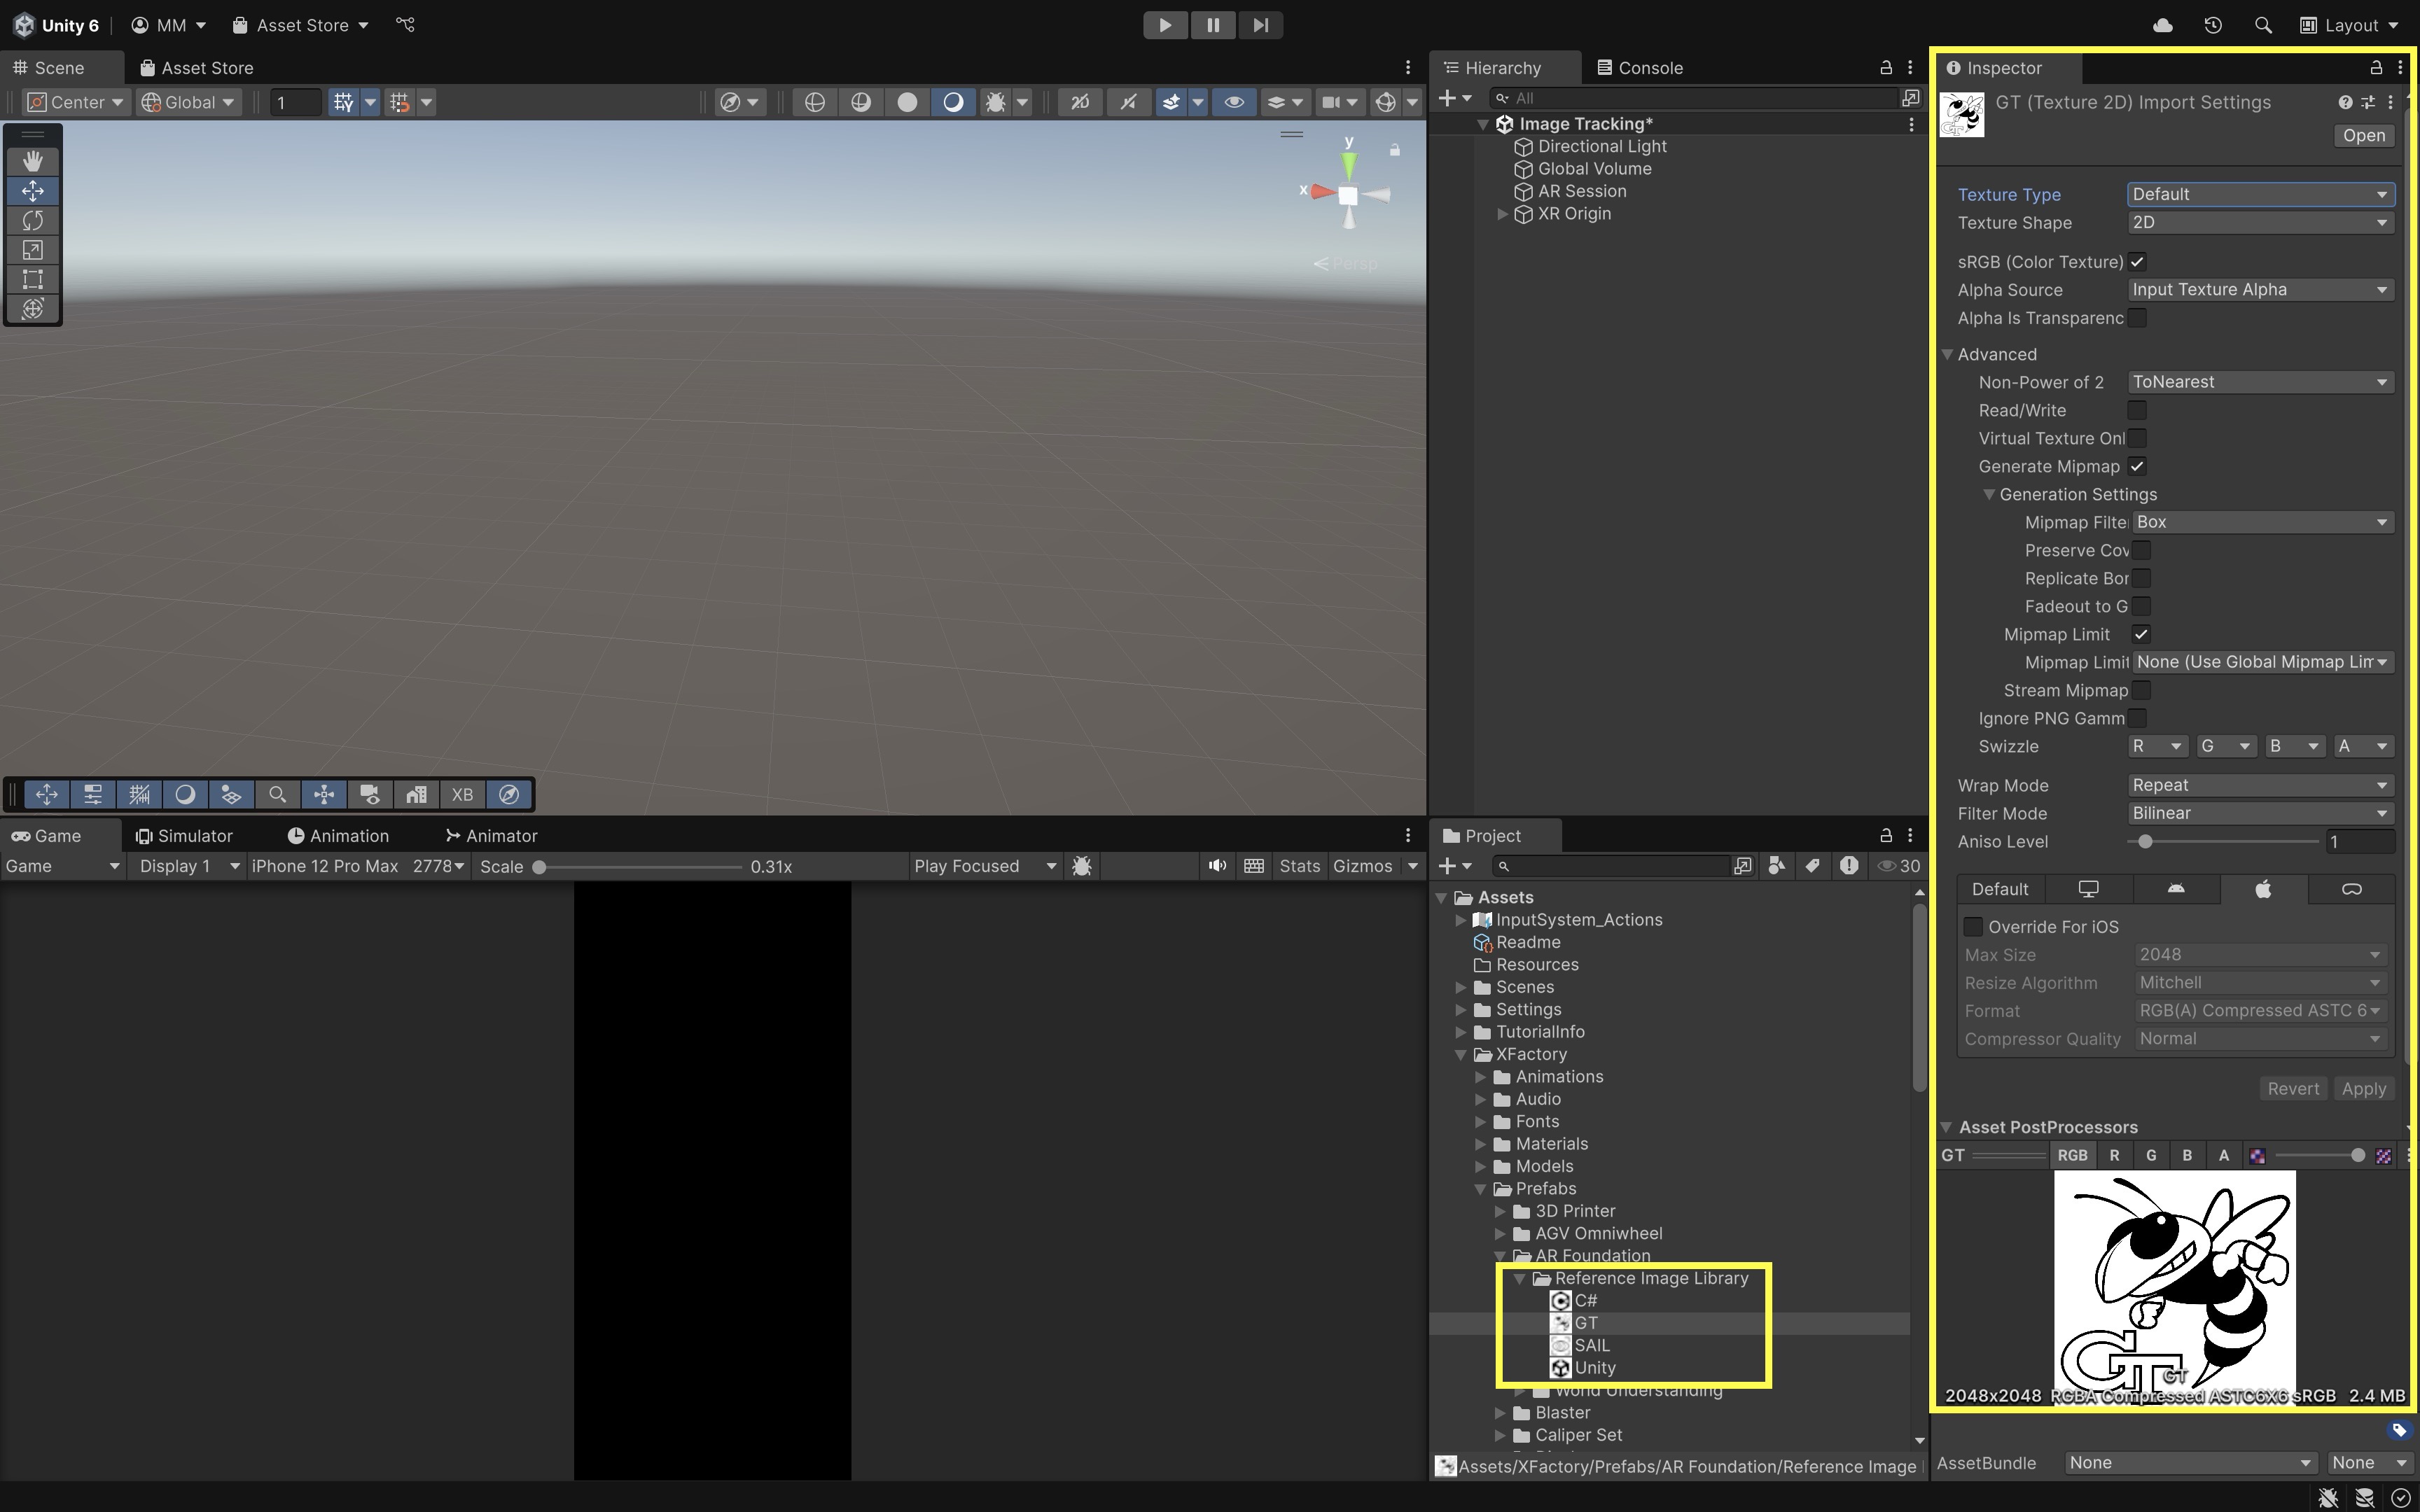 Unity 6 MM Asset Store Layout
Scene Asset Store
Center Global 1 2D
y
x
Persp
XB
Game Simulator Animation Animator
Game Display 1 iPhone 12 Pro Max 2778 Scale 0.31x Play Focused Stats Gizmos
Hierarchy Console
All
Image Tracking*
Directional Light
Global Volume
AR Session
XR Origin
Project
30
Assets
InputSystem_Actions
Readme
Resources
Scenes
Settings
TutorialInfo
XFactory
Animations
Audio
Fonts
Materials
Models
Prefabs
3D Printer
AGV Omniwheel
AR Foundation
Reference Image Library
C#
GT
SAIL
Unity
World Understanding
Blaster
Caliper Set
Assets/XFactory/Prefabs/AR Foundation/Reference Image
Inspector
GT (Texture 2D) Import Settings
Open
Texture Type Default
Texture Shape 2D
sRGB (Color Texture)
Alpha Source Input Texture Alpha
Alpha Is Transparenc
Advanced
Non-Power of 2 ToNearest
Read/Write
Virtual Texture Onl
Generate Mipmap
Generation Settings
Mipmap Filte Box
Preserve Cov
Replicate Bor
Fadeout to G
Mipmap Limit
Mipmap Limit None (Use Global Mipmap Lim
Stream Mipmap
Ignore PNG Gamm
Swizzle R G B A
Wrap Mode Repeat
Filter Mode Bilinear
Aniso Level 1
Default
Override For iOS
Max Size 2048
Resize Algorithm Mitchell
Format RGB(A) Compressed ASTC 6
Compressor Quality Normal
Revert Apply
Asset PostProcessors
GT RGB R G B A
GT
GT
2048x2048 RGBA Compressed ASTC6X6 sRGB 2.4 MB
AssetBundle None None